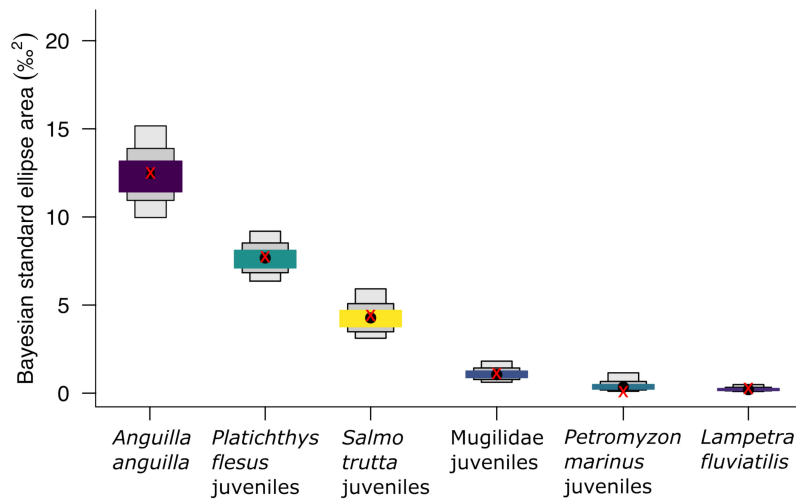 Bayesian standard ellipse area (‰²)
20
15
10
5
0
Anguilla
anguilla
Platichthys
flesus
juveniles
Salmo
trutta
juveniles
Mugilidae
juveniles
Petromyzon
marinus
juveniles
Lampetra
fluviatilis